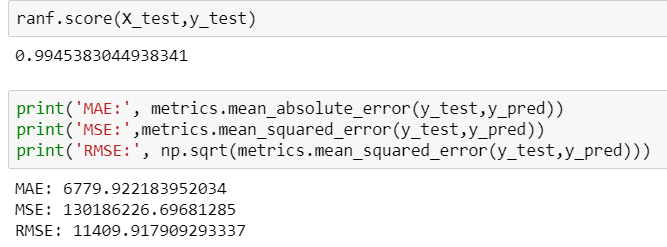 ranf.score(X_test,y_test)
0.9945383044938341
print('MAE:', metrics.mean_absolute_error(y_test,y_pred))
print('MSE:',metrics.mean_squared_error(y_test,y_pred))
print('RMSE:', np.sqrt(metrics.mean_squared_error(y_test,y_pred)))
MAE: 6779.922183952034
MSE: 130186226.69681285
RMSE: 11409.917909293337